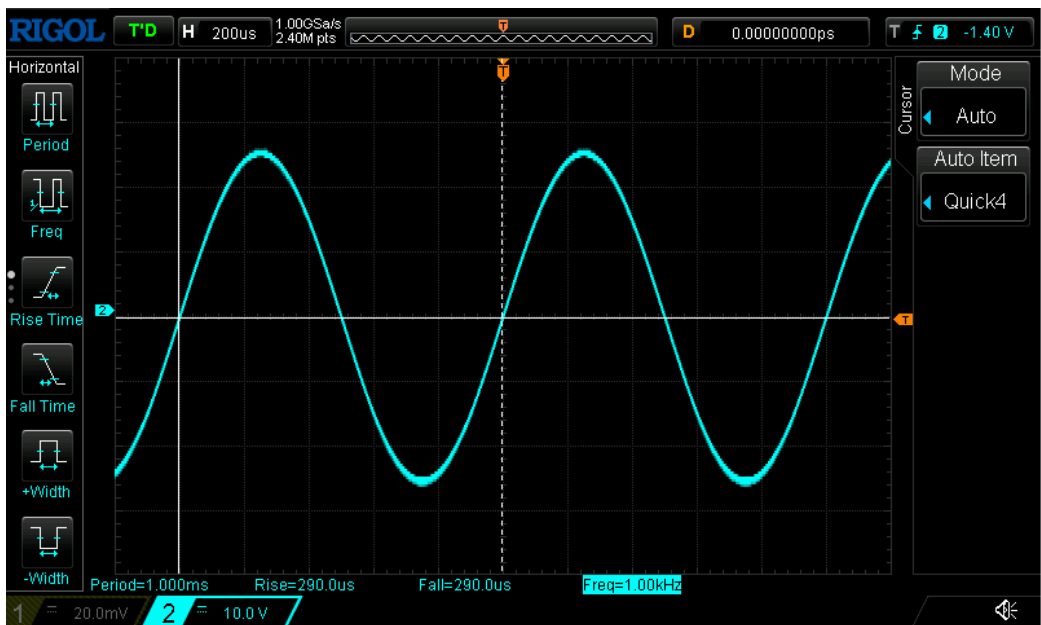 RIGOL T'D H 200us 1.00GSa/s 2.40M pts T D 0.00000000ps T 2 -1.40 V
Horizontal
Period
Freq
Rise Time
Fall Time
+Width
-Width
T
2
T
Cursor
Mode
Auto
Auto Item
Quick4
Period=1.000ms Rise=290.0us Fall=290.0us Freq=1.00kHz
1 = 20.0mV 2 = 10.0 V